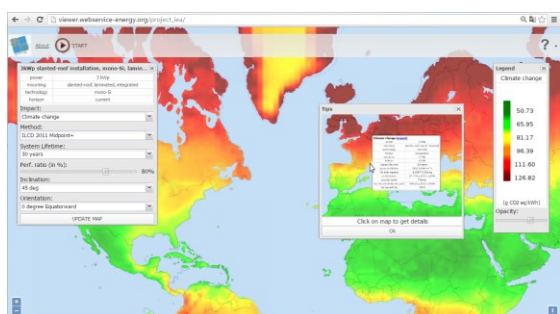 viewer.webservice-energy.org/project_iea/
About
START
?
3kWp slanted-roof installation, mono-Si, lamin...
power 3 kWp
mounting slanted-roof, laminated, integrated
technology mono-Si
horizon current
Impact:
Climate change
Method:
ILCD 2011 Midpoint+
System Lifetime:
30 years
Perf. ratio (in %):
80%
Inclination:
45 deg
Orientation:
0 degree Equatorward
UPDATE MAP
Tips
Click on map to get details
Ok
Legend
Climate change
50.73
65.95
81.17
96.39
111.60
126.82
[g CO2 eq/kWh]
Opacity: